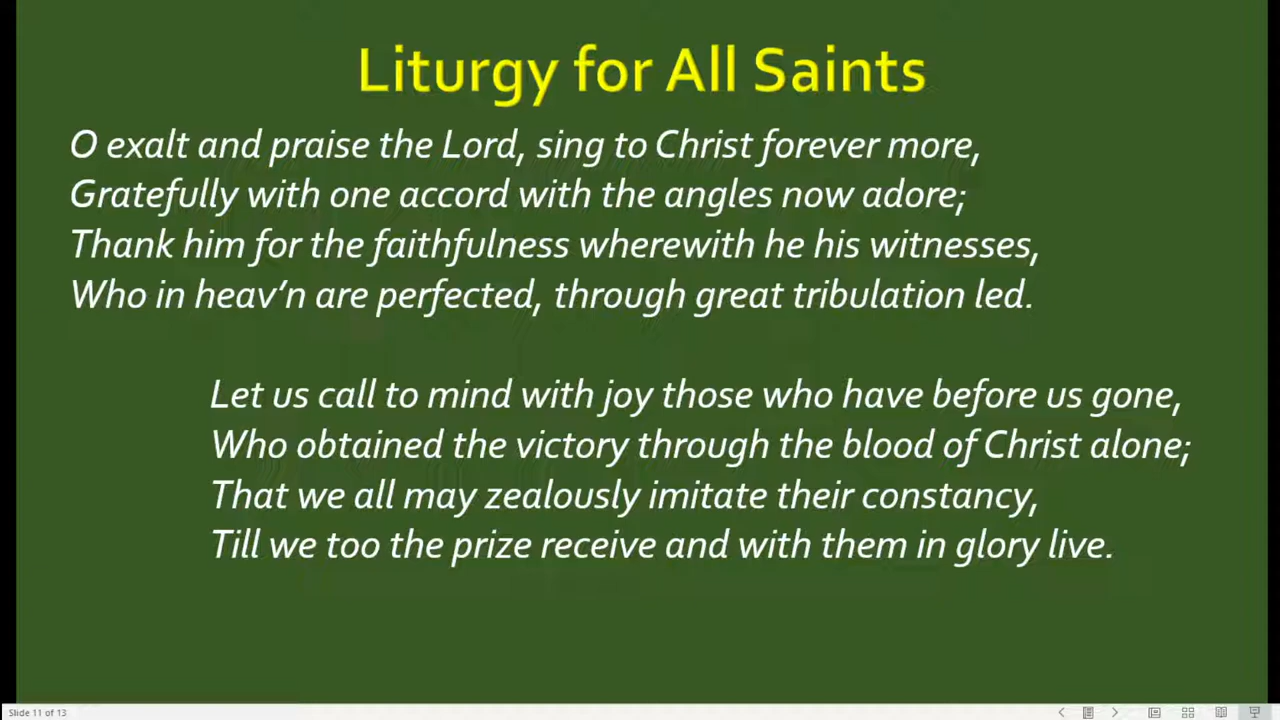 Liturgy for All Saints
O exalt and praise the Lord, sing to Christ forever more,
Gratefully with one accord with the angles now adore;
Thank him for the faithfulness wherewith he his witnesses,
Who in heav’n are perfected, through great tribulation led.
Let us call to mind with joy those who have before us gone,
Who obtained the victory through the blood of Christ alone;
That we all may zealously imitate their constancy,
Till we too the prize receive and with them in glory live.
Slide 11 of 13